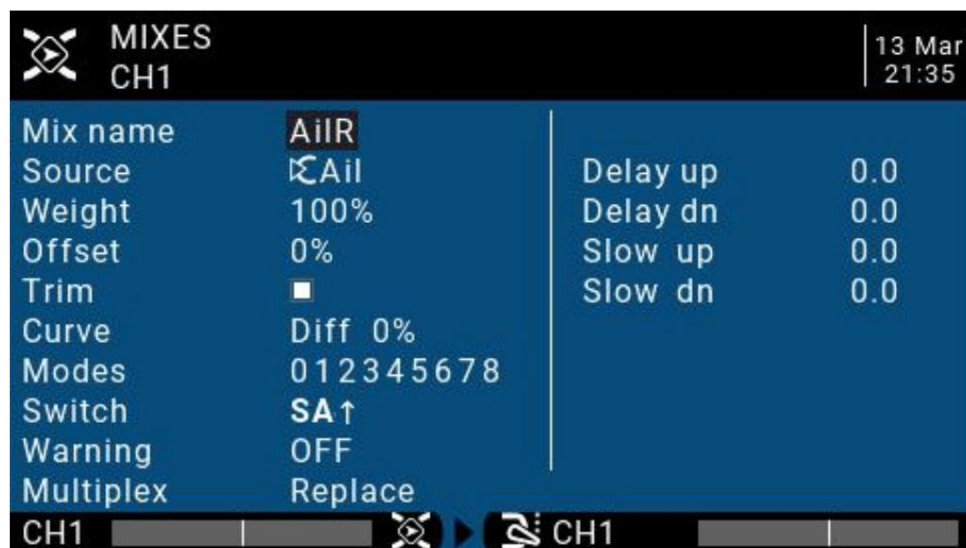 MIXES
CH1
13 Mar
21:35
Mix name AilR
Source Ail
Weight 100%
Offset 0%
Trim
Curve Diff 0%
Modes 012345678
Switch SA↑
Warning OFF
Multiplex Replace
Delay up 0.0
Delay dn 0.0
Slow up 0.0
Slow dn 0.0
CH1 CH1